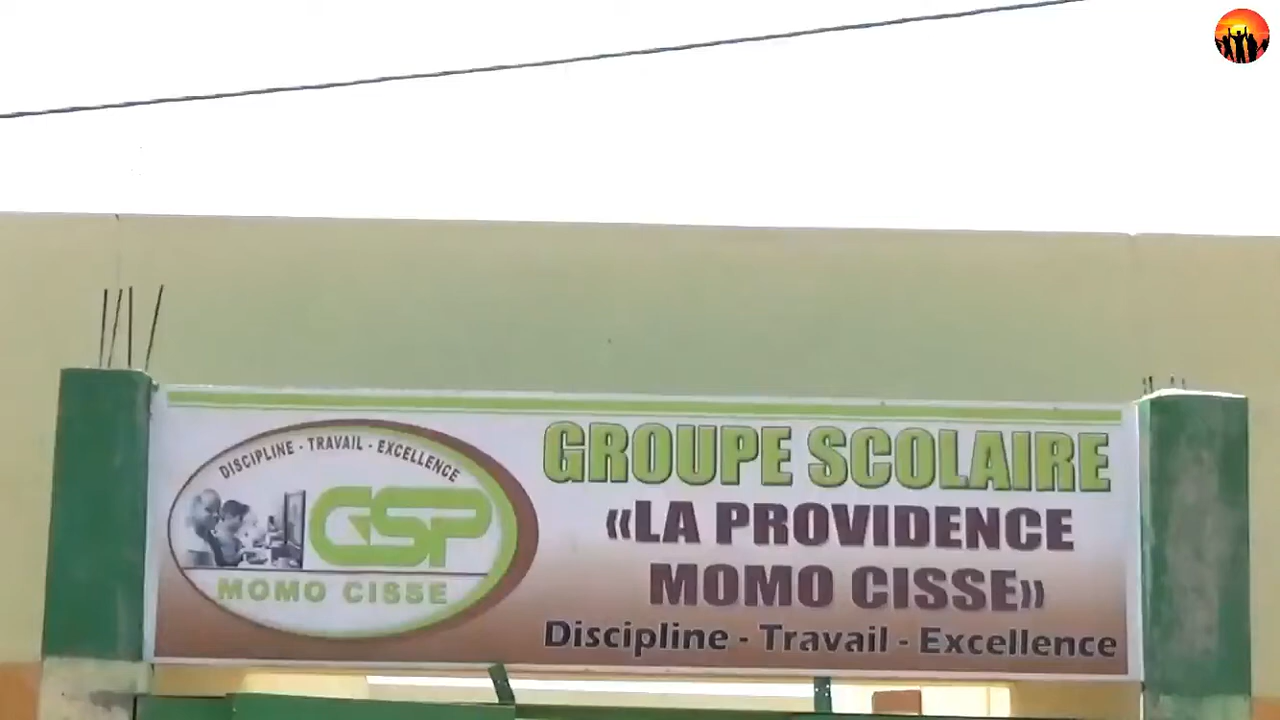 DISCIPLINE - TRAVAIL - EXCELLENCE
GSP
MOMO CISSE
GROUPE SCOLAIRE
«LA PROVIDENCE
MOMO CISSE»
Discipline - Travail - Excellence